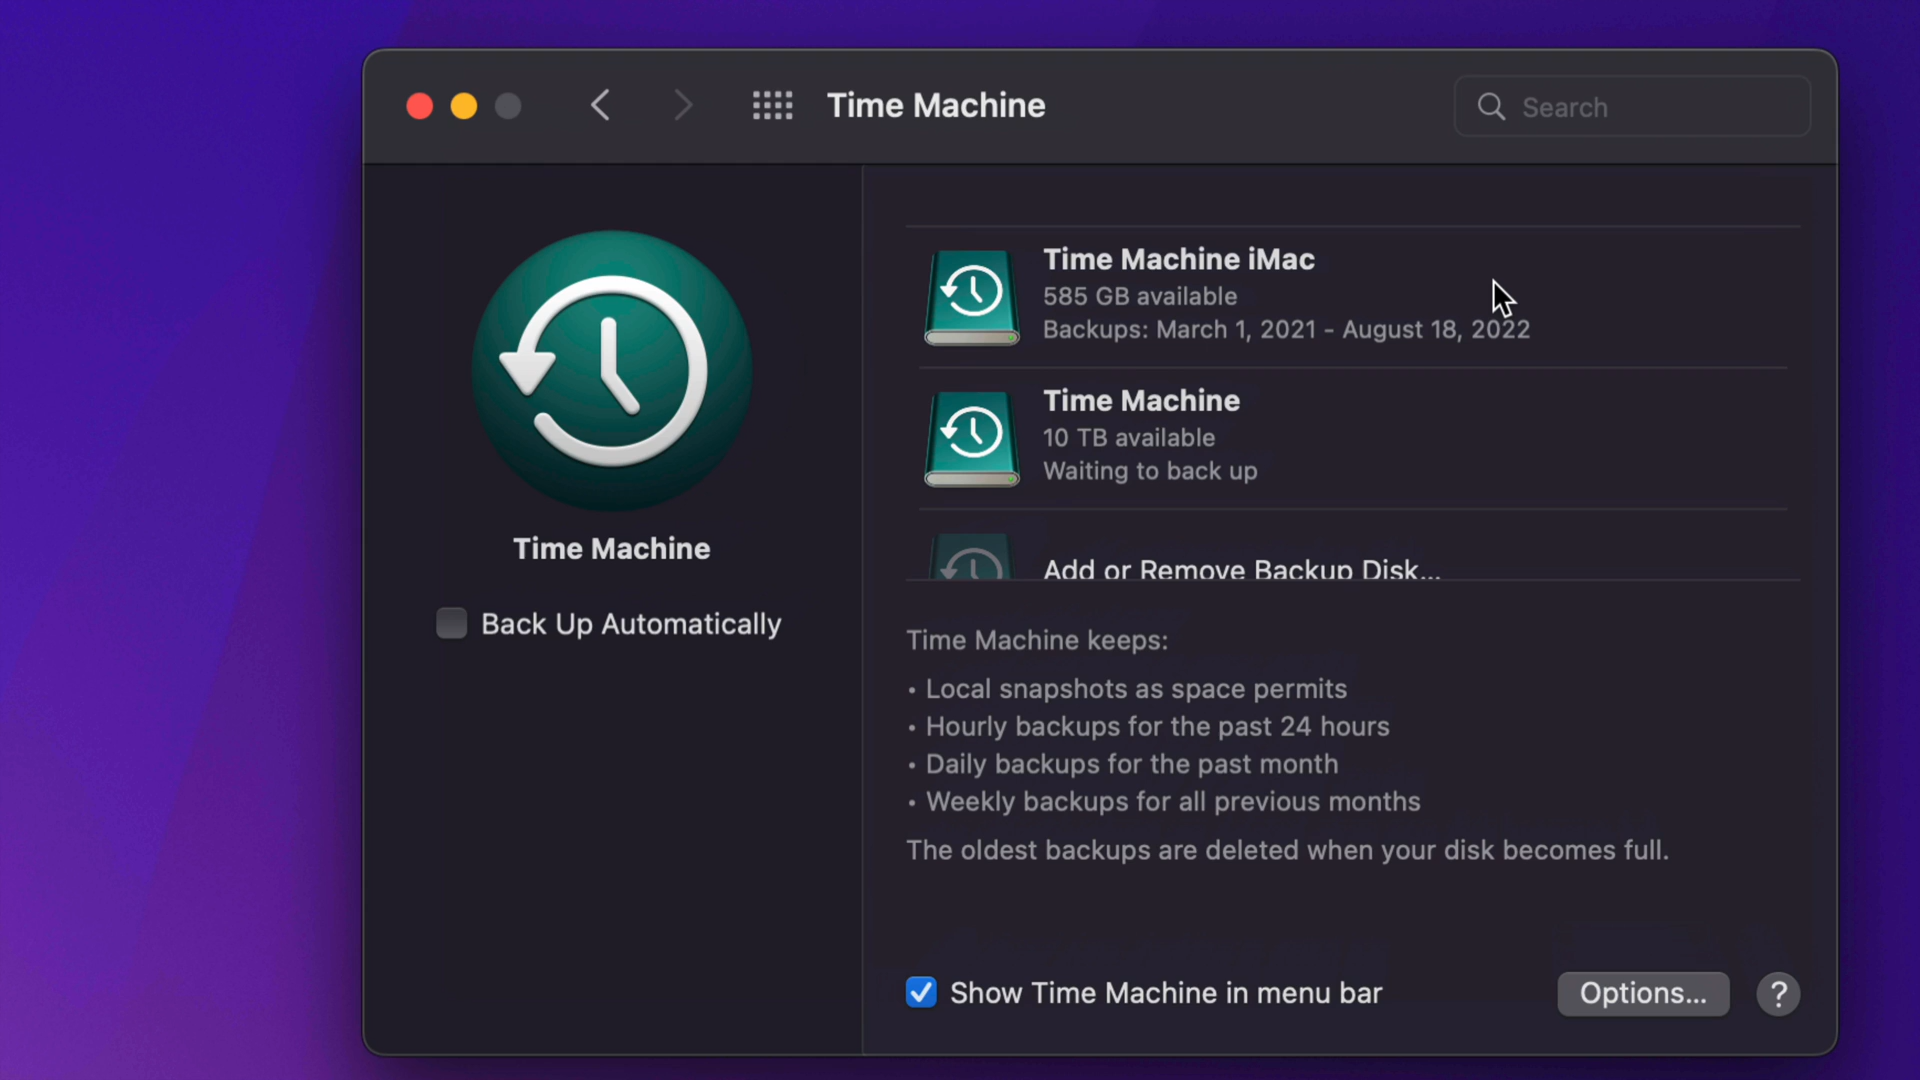 Time Machine
Search
Time Machine iMac
585 GB available
Backups: March 1, 2021 - August 18, 2022
Time Machine
10 TB available
Waiting to back up
Add or Remove Backup Disk...
Time Machine
Back Up Automatically
Time Machine keeps:
• Local snapshots as space permits
• Hourly backups for the past 24 hours
• Daily backups for the past month
• Weekly backups for all previous months
The oldest backups are deleted when your disk becomes full.
Show Time Machine in menu bar
Options...
?